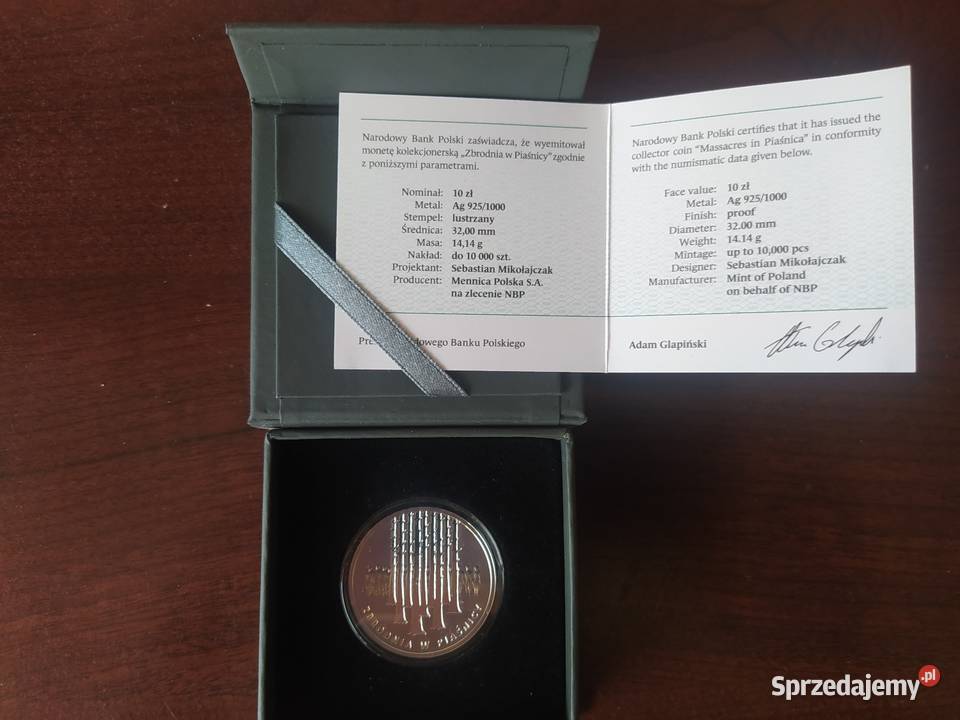 Narodowy Bank Polski zaświadcza, że wyemitował
monetę kolekcjonerską „Zbrodnia w Piaśnicy” zgodnie
z poniższymi parametrami.
Nominał: 10 zł
Metal: Ag 925/1000
Stempel: lustrzany
Średnica: 32,00 mm
Masa: 14,14 g
Nakład: do 10 000 szt.
Projektant: Sebastian Mikołajczak
Producent: Mennica Polska S.A.
na zlecenie NBP
Narodowego Banku Polskiego
Narodowy Bank Polski certifies that it has issued the
collector coin “Massacres in Piaśnica” in conformity
with the numismatic data given below.
Face value: 10 zł
Metal: Ag 925/1000
Finish: proof
Diameter: 32.00 mm
Weight: 14.14 g
Mintage: up to 10,000 pcs
Designer: Sebastian Mikołajczak
Manufacturer: Mint of Poland
on behalf of NBP
Adam Glapiński
ZBRODNIA W PIAŚNICY
Sprzedajemy.pl